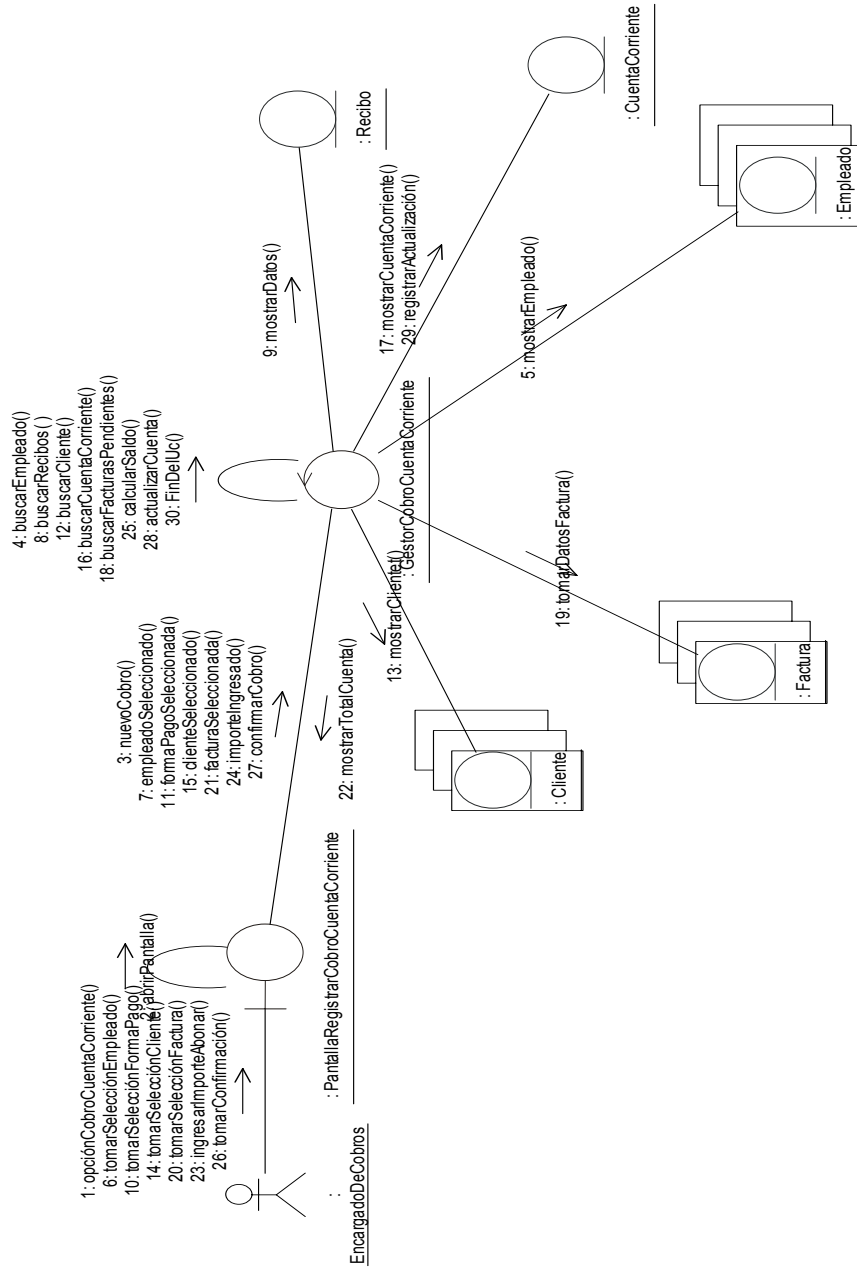 1: opciónCobroCuentaCorriente()
6: tomarSelecciónEmpleado()
10: tomarSelecciónFormaPago()
14: tomarSelecciónCliente()
20: tomarSelecciónFactura()
23: ingresarImporteAbonar()
26: tomarConfirmación()
2: abrirPantalla()
:
EncargadoDeCobros
: PantallaRegistrarCobroCuentaCorriente
3: nuevoCobro()
7: empleadoSeleccionado()
11: formaPagoSeleccionada()
15: clienteSeleccionado()
21: facturaSeleccionada()
24: importeIngresado()
27: confirmarCobro()
22: mostrarTotalCuenta()
4: buscarEmpleado()
8: buscarRecibos( )
12: buscarCliente()
16: buscarCuentaCorriente()
18: buscarFacturasPendientes()
25: calcularSaldo()
28: actualizarCuenta()
30: FinDelUc()
: GestorCobroCuentaCorriente
13: mostrarClientet()
: Cliente
19: tomarDatosFactura()
: Factura
9: mostrarDatos()
: Recibo
17: mostrarCuentaCorriente()
29: registrarActualización()
: CuentaCorriente
5: mostrarEmpleado()
: Empleado